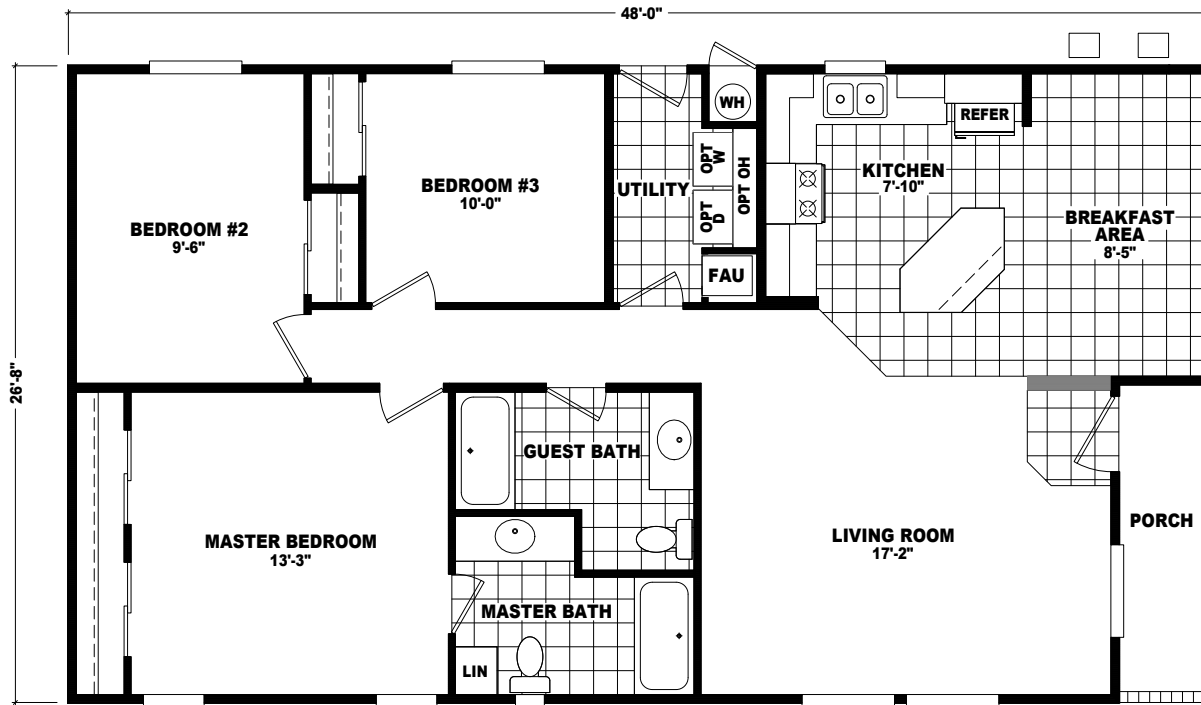 48'-0"
26'-8"
WH
REFER
OPT W
OPT D
OPT OH
KITCHEN
7'-10"
BEDROOM #3
10'-0"
UTILITY
BEDROOM #2
9'-6"
BREAKFAST
AREA
8'-5"
FAU
GUEST BATH
MASTER BEDROOM
13'-3"
LIVING ROOM
17'-2"
PORCH
MASTER BATH
LIN